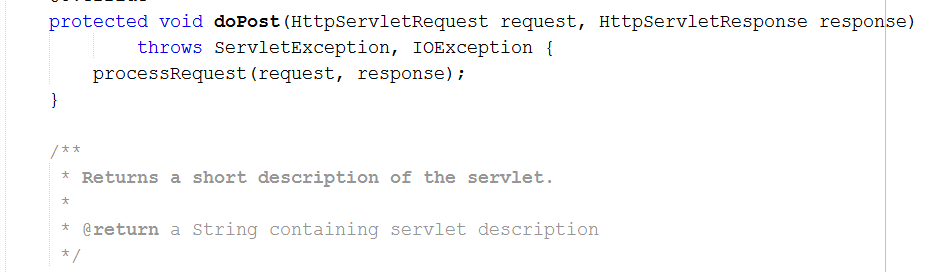 protected void doPost(HttpServletRequest request, HttpServletResponse response)
throws ServletException, IOException {
processRequest(request, response);
}
/**
* Returns a short description of the servlet.
*
* @return a String containing servlet description
*/